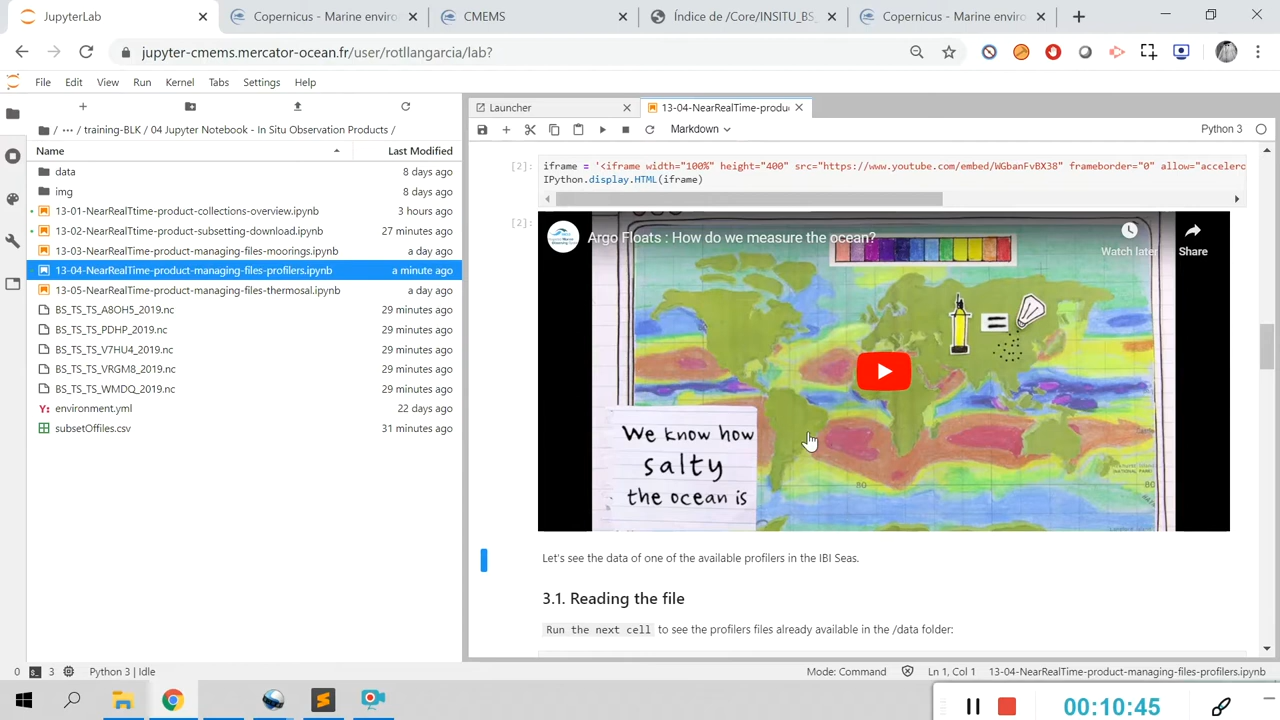 JupyterLab
Copernicus - Marine enviro
CMEMS
Índice de /Core/INSITU_BS_
Copernicus - Marine enviro
jupyter-cmems.mercator-ocean.fr/user/rotllangarcia/lab?
File Edit View Run Kernel Tabs Settings Help
/ ··· / training-BLK / 04 Jupyter Notebook - In Situ Observation Products /
Name Last Modified
data 8 days ago
img 8 days ago
13-01-NearRealTtime-product-collections-overview.ipynb 3 hours ago
13-02-NearRealTime-product-subsetting-download.ipynb 27 minutes ago
13-03-NearRealTime-product-managing-files-moorings.ipynb a day ago
13-04-NearRealTime-product-managing-files-profilers.ipynb a minute ago
13-05-NearRealTime-product-managing-files-thermosal.ipynb a day ago
BS_TS_TS_A8OH5_2019.nc 29 minutes ago
BS_TS_TS_PDHP_2019.nc 29 minutes ago
BS_TS_TS_V7HU4_2019.nc 29 minutes ago
BS_TS_TS_VRGM8_2019.nc 29 minutes ago
BS_TS_TS_WMDQ_2019.nc 29 minutes ago
Y: environment.yml 22 days ago
subsetOffiles.csv 31 minutes ago
Launcher
13-04-NearRealTime-produ
Markdown
Python 3
[2]:
iframe = '<iframe width="100%" height="400" src="https://www.youtube.com/embed/WGbanFvBX38" frameborder="0" allow="accelero
IPython.display.HTML(iframe)
[2]:
Argo Floats : How do we measure the ocean?
Watch later
Share
We know how
salty
the ocean is
80
80
Let's see the data of one of the available profilers in the IBI Seas.
3.1. Reading the file
Run the next cell to see the profilers files already available in the /data folder:
0 3 Python 3 | Idle
Mode: Command Ln 1, Col 1 13-04-NearRealTime-product-managing-files-profilers.ipynb
00:10:45